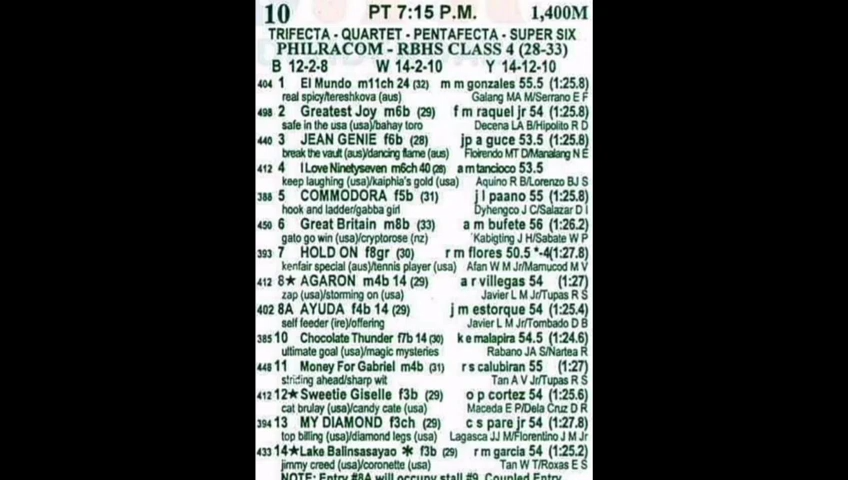 10 PT 7:15 P.M. 1,400M
TRIFECTA - QUARTET - PENTAFECTA - SUPER SIX
PHILRACOM - RBHS CLASS 4 (28-33)
B 12-2-8 W 14-2-10 Y 14-12-10
404 1 El Mundo m11ch 24 (32) m m gonzales 55.5 (1:25.8)
real spicy/tereshkova (aus) Galang MA M/Serrano E F
498 2 Greatest Joy m6b (29) f m raquel jr 54 (1:25.8)
safe in the usa (usa)/bahay toro Decena LA B/Hipolito R D
440 3 JEAN GENIE f6b (28) jp a guce 53.5 (1:25.8)
break the vault (aus)/dancing flame (aus) Floirendo MT D/Manalang N E
412 4 I Love Ninetyseven m6ch 40 (28) a m tancioco 53.5
keep laughing (usa)/kaiphia's gold (usa) Aquino R B/Lorenzo BJ S
388 5 COMMODORA f5b (31) j l paano 55 (1:25.8)
hook and ladder/gabba girl Dyhengco J C/Salazar D I
450 6 Great Britain m8b (33) a m bufete 56 (1:26.2)
gato go win (usa)/cryptorose (nz) Kabigting J H/Sabate W P
393 7 HOLD ON f8gr (30) r m flores 50.5 *-4(1:27.8)
kenfair special (aus)/tennis player (usa) Afan W M Jr/Mamucod M V
412 8★ AGARON m4b 14 (29) a r villegas 54 (1:27)
zap (usa)/storming on (usa) Javier L M Jr/Tupas R S
402 8A AYUDA f4b 14 (29) j m estorque 54 (1:25.4)
self feeder (ire)/offering Javier L M Jr/Tombado D B
385 10 Chocolate Thunder f7b 14 (30) k e malapira 54.5 (1:24.6)
ultimate goal (usa)/magic mysteries Rabano JA S/Nartea R
448 11 Money For Gabriel m4b (31) r s calubiran 55 (1:27)
striding ahead/sharp wit Tan A V Jr/Tupas R S
412 12★ Sweetie Giselle f3b (29) o p cortez 54 (1:25.6)
cat brulay (usa)/candy cate (usa) Maceda E P/Dela Cruz D R
394 13 MY DIAMOND f3ch (29) c s pare jr 54 (1:27.8)
top billing (usa)/diamond legs (usa) Lagasca JJ M/Florentino J M Jr
433 14★ Lake Balinsasayao * f3b (29) r m garcia 54 (1:25.2)
jimmy creed (usa)/coronette (usa) Tan W T/Roxas E S
NOTE: Entry #8A will occupy stall #9. Coupled Entry